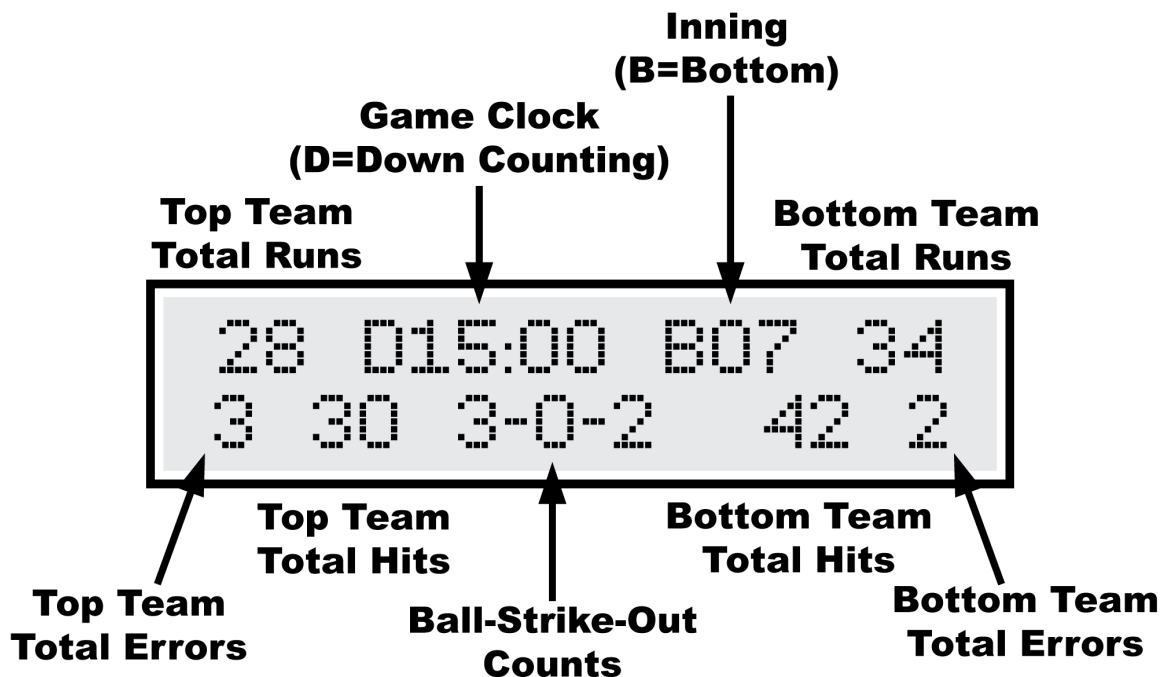 Inning
(B=Bottom)
Game Clock
(D=Down Counting)
Top Team
Total Runs
Bottom Team
Total Runs
28 D15:00 B07 34
3 30 3-0-2 42 2
Top Team
Total Hits
Bottom Team
Total Hits
Top Team
Total Errors
Ball-Strike-Out
Counts
Bottom Team
Total Errors